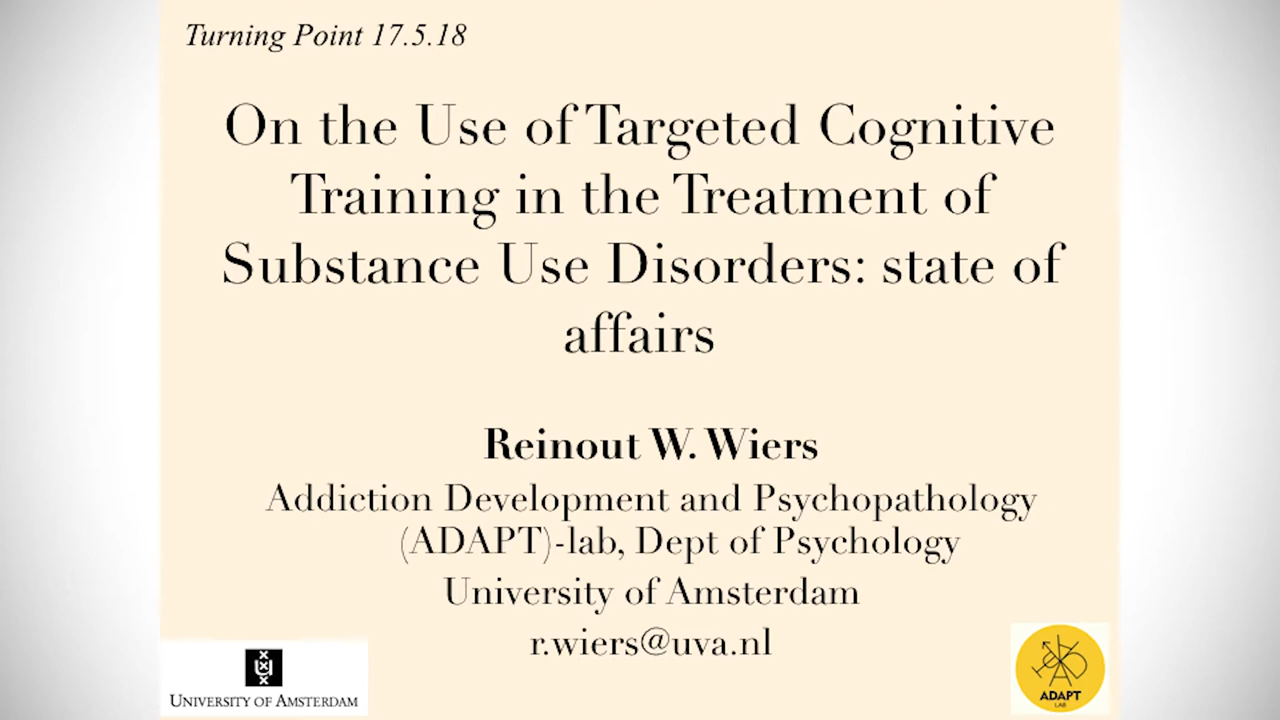 Turning Point 17.5.18
On the Use of Targeted Cognitive
Training in the Treatment of
Substance Use Disorders: state of
affairs
Reinout W. Wiers
Addiction Development and Psychopathology
(ADAPT)-lab, Dept of Psychology
University of Amsterdam
r.wiers@uva.nl
UNIVERSITY OF AMSTERDAM
ADAPT
LAB